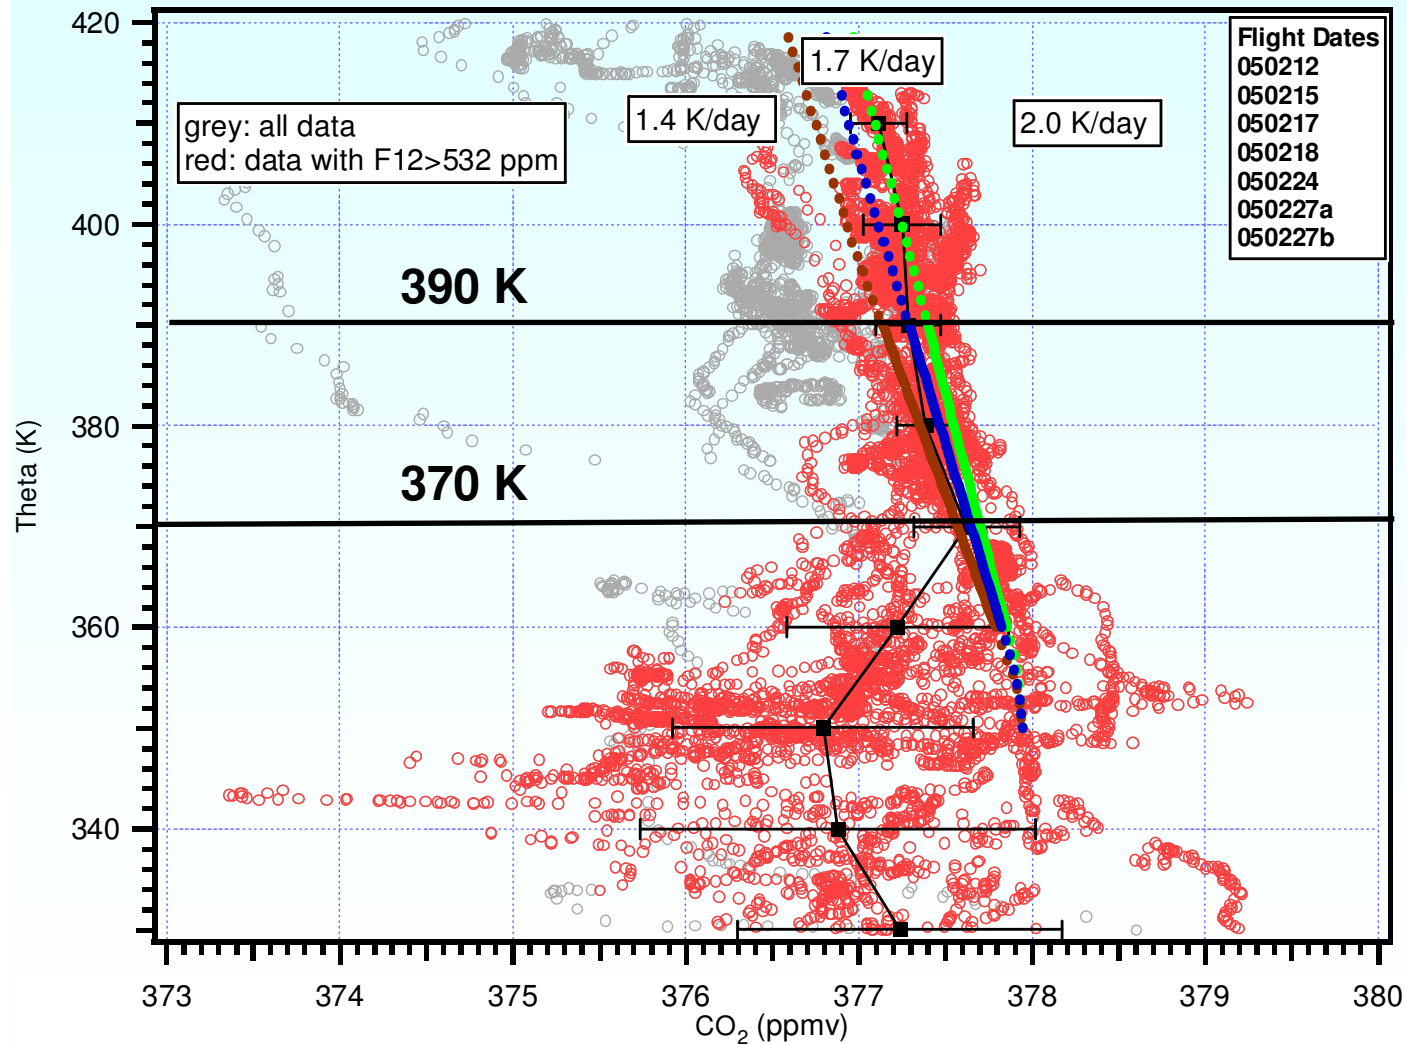 420
400
380
360
340
Theta (K)
grey: all data
red: data with F12>532 ppm
1.4 K/day
1.7 K/day
2.0 K/day
Flight Dates
050212
050215
050217
050218
050224
050227a
050227b
390 K
370 K
373 374 375 376 377 378 379 380
CO₂ (ppmv)